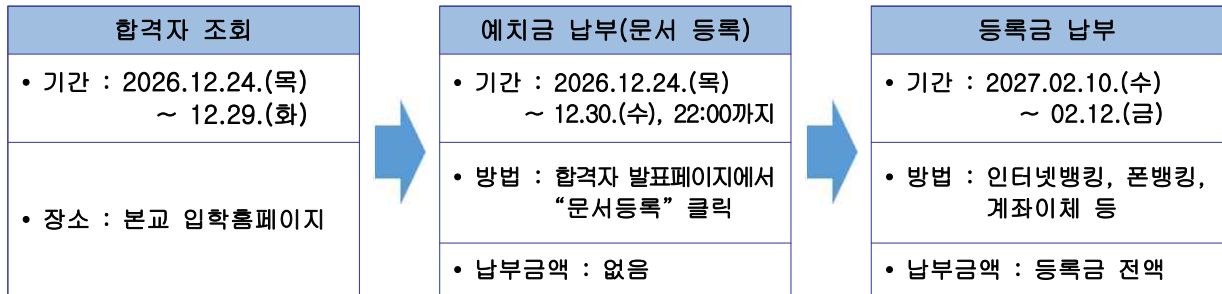 합격자 조회
• 기간 : 2026.12.24.(목)
~ 12.29.(화)
• 장소 : 본교 입학홈페이지
예치금 납부(문서 등록)
• 기간 : 2026.12.24.(목)
~ 12.30.(수), 22:00까지
• 방법 : 합격자 발표페이지에서
“문서등록” 클릭
• 납부금액 : 없음
등록금 납부
• 기간 : 2027.02.10.(수)
~ 02.12.(금)
• 방법 : 인터넷뱅킹, 폰뱅킹,
계좌이체 등
• 납부금액 : 등록금 전액